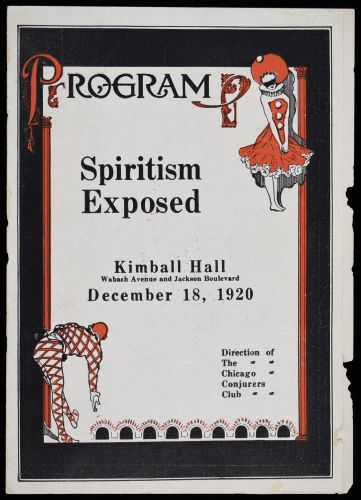 PROGRAM
Spiritism
Exposed
Kimball Hall
Wabash Avenue and Jackson Boulevard
December 18, 1920
Direction of
The " "
Chicago "
Conjurers
Club " "